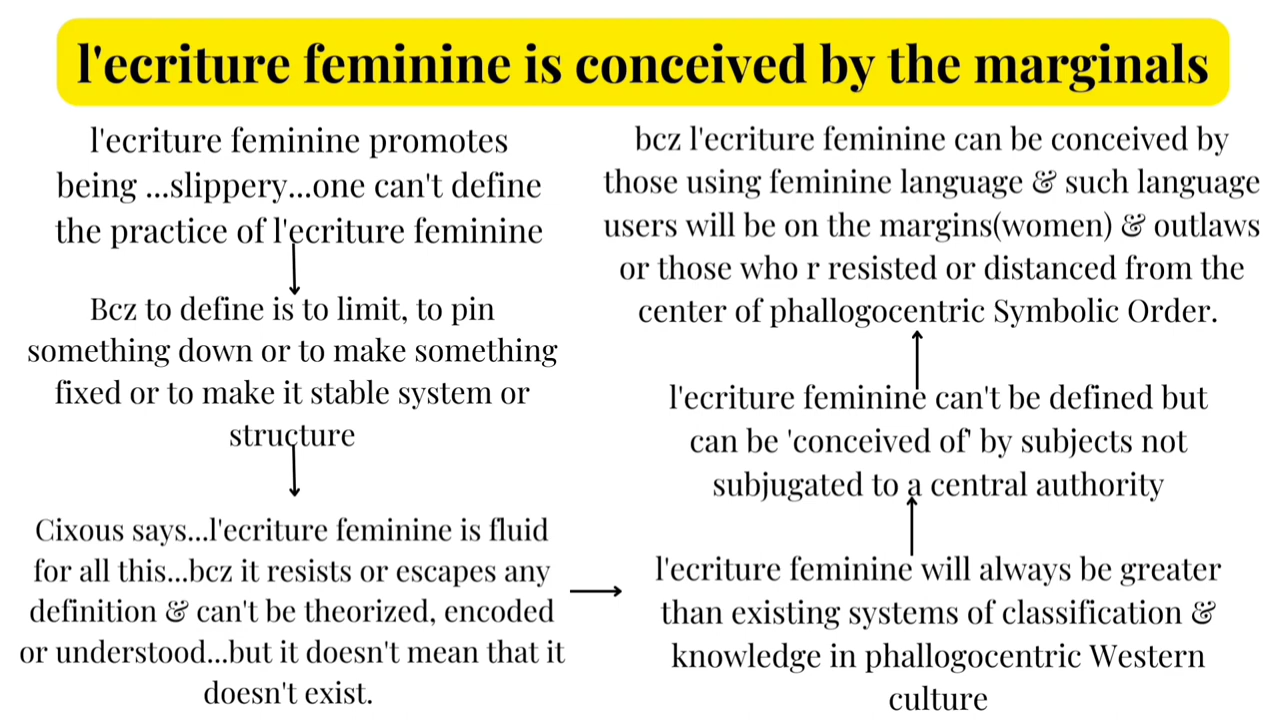 l'ecriture feminine is conceived by the marginals
l'ecriture feminine promotes
being ...slippery...one can't define
the practice of l'ecriture feminine
Bcz to define is to limit, to pin
something down or to make something
fixed or to make it stable system or
structure
Cixous says...l'ecriture feminine is fluid
for all this...bcz it resists or escapes any
definition & can't be theorized, encoded
or understood...but it doesn't mean that it
doesn't exist.
l'ecriture feminine will always be greater
than existing systems of classification &
knowledge in phallogocentric Western
culture
l'ecriture feminine can't be defined but
can be 'conceived of' by subjects not
subjugated to a central authority
bcz l'ecriture feminine can be conceived by
those using feminine language & such language
users will be on the margins(women) & outlaws
or those who r resisted or distanced from the
center of phallogocentric Symbolic Order.